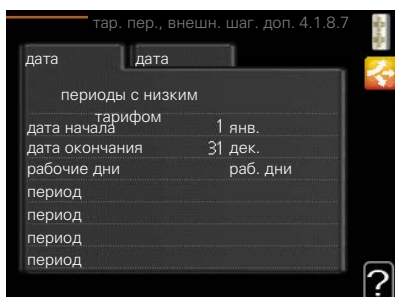 тар. пер., внешн. шаг. доп. 4.1.8.7
дата дата
периоды с низким
тарифом
дата начала 1 янв.
дата окончания 31 дек.
рабочие дни раб. дни
период
период
период
период
?